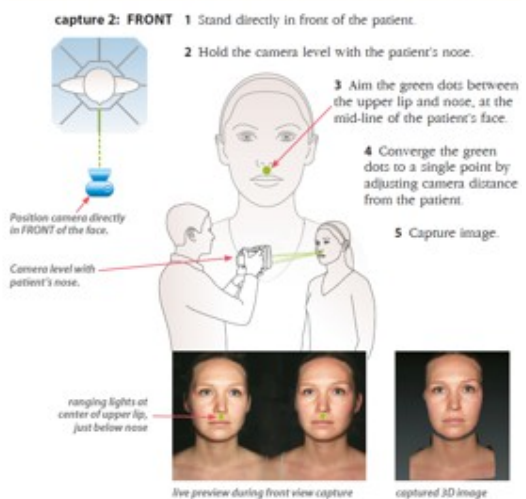 capture 2: FRONT
1 Stand directly in front of the patient.
2 Hold the camera level with the patient's nose.
3 Aim the green dots between
the upper lip and nose, at the
mid-line of the patient's face.
4 Converge the green
dots to a single point by
adjusting camera distance
from the patient.
5 Capture image.
Position camera directly
in FRONT of the face.
Camera level with
patient's nose.
ranging lights at
center of upper lip,
just below nose
live preview during front view capture
captured 3D image